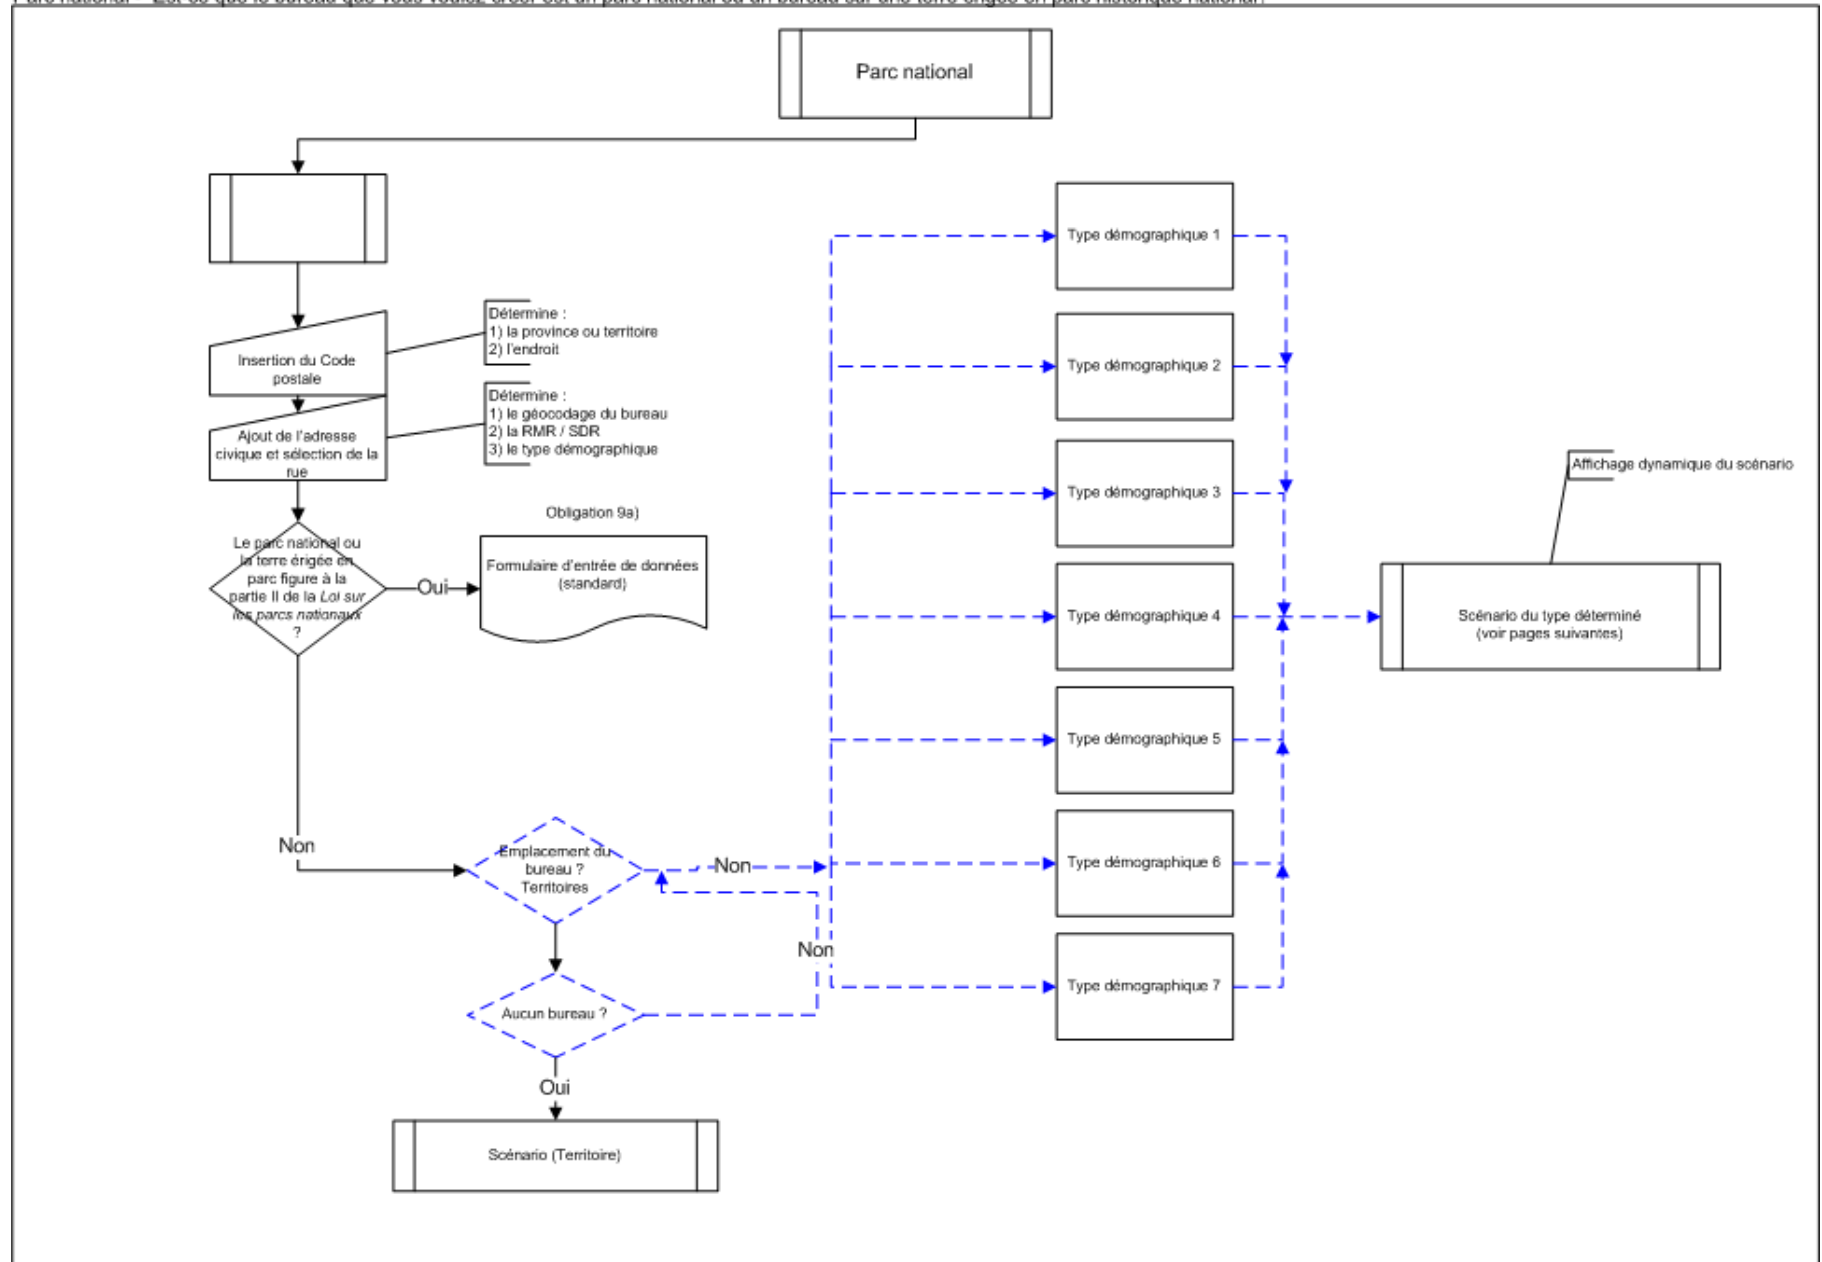 Parc national
Insertion du Code
postale
Détermine :
1) la province ou territoire
2) l'endroit
Ajout de l'adresse
civique et sélection de la
rue
Détermine :
1) le géocodage du bureau
2) la RMR / SDR
3) le type démographique
Le parc national ou
la terre érigée en
parc figure à la
partie II de la Loi sur
les parcs nationaux
?
Oui
Obligation 9a)
Formulaire d'entrée de données
(standard)
Non
Emplacement du
bureau ?
Territoires
Non
Non
Aucun bureau ?
Oui
Scénario (Territoire)
Type démographique 1
Type démographique 2
Type démographique 3
Type démographique 4
Type démographique 5
Type démographique 6
Type démographique 7
Affichage dynamique du scénario
Scénario du type déterminé
(voir pages suivantes)